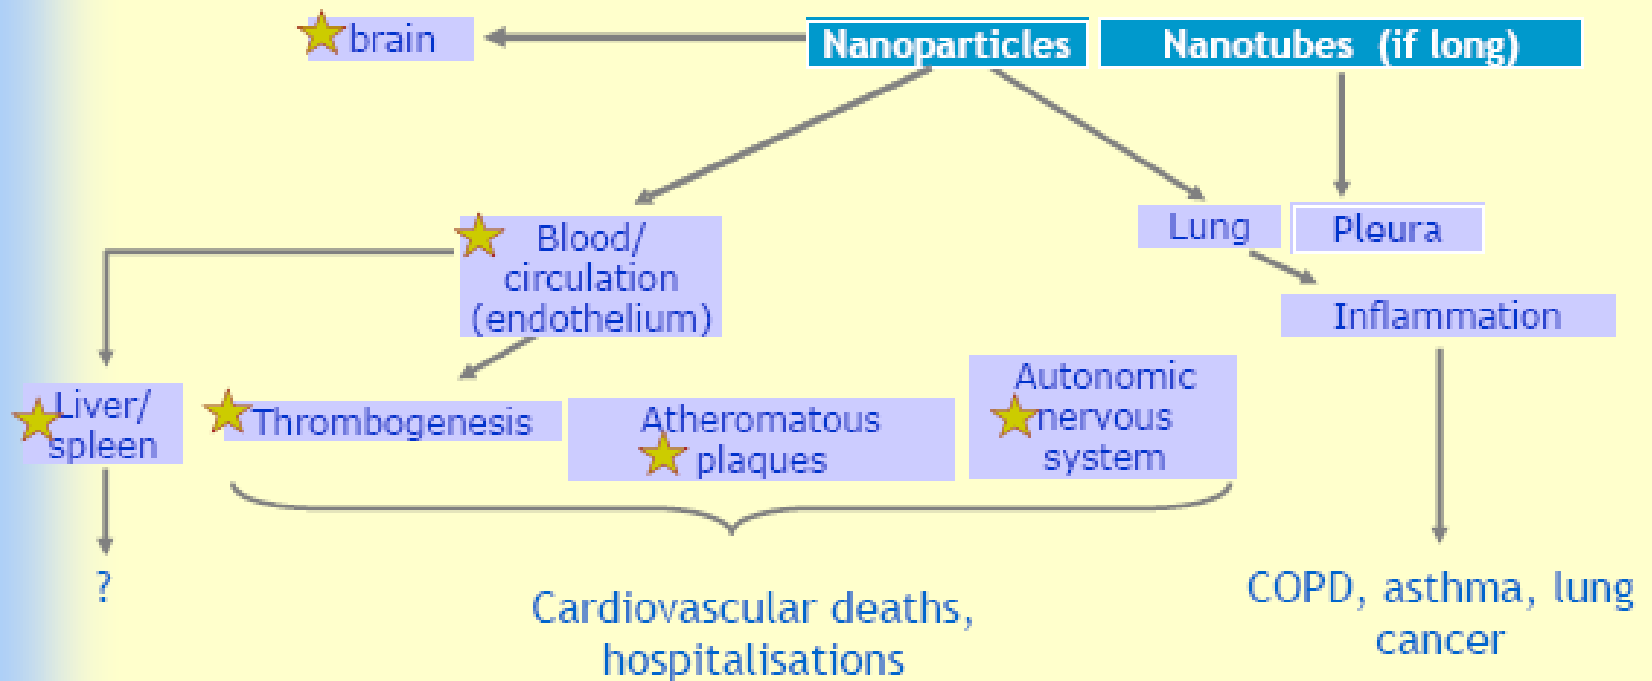 brain
Nanoparticles
Nanotubes (if long)
Blood/
circulation
(endothelium)
Lung
Pleura
Inflammation
Liver/
spleen
Thrombogenesis
Atheromatous
plaques
Autonomic
nervous
system
?
Cardiovascular deaths,
hospitalisations
COPD, asthma, lung
cancer